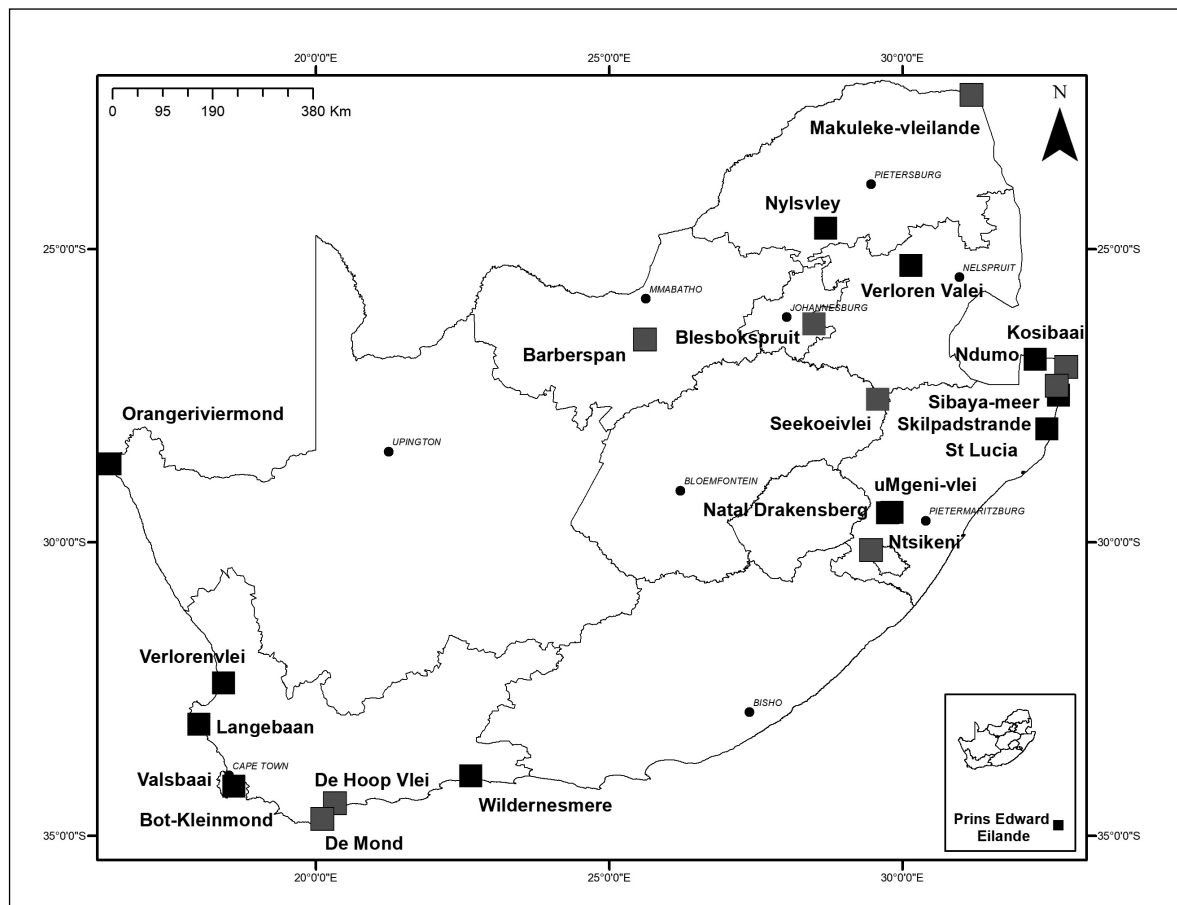 20°0'0"E 25°0'0"E 30°0'0"E
0 95 190 380 Km
N
Makuleke-vleilande
PIETERSBURG
Nylsvley
25°0'0"S 25°0'0"S
NELSPRUIT
Verloren Valei
MMABATHO
JOHANNESBURG
Kosibaai
Blesbokspruit
Barberspan
Ndumo
Sibaya-meer
Orangeriviermond
Seekoeivlei
Skilpadstrande
UPINGTON
St Lucia
BLOEMFONTEIN
uMgeni-vlei
Natal Drakensberg
PIETERMARITZBURG
30°0'0"S 30°0'0"S
Ntsikeni
Verlorenvlei
BISHO
Langebaan
CAPE TOWN
Valsbaai
De Hoop Vlei
Wildernesmere
Bot-Kleinmond
Prins Edward
Eilande
35°0'0"S 35°0'0"S
De Mond
20°0'0"E 25°0'0"E 30°0'0"E